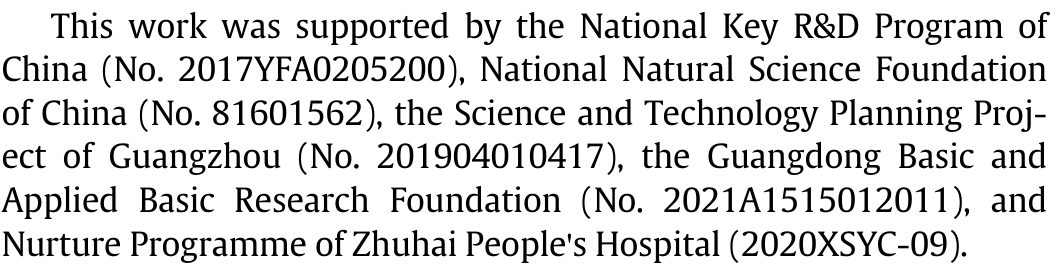 This work was supported by the National Key R&D Program of
China (No. 2017YFA0205200), National Natural Science Foundation
of China (No. 81601562), the Science and Technology Planning Proj-
ect of Guangzhou (No. 201904010417), the Guangdong Basic and
Applied Basic Research Foundation (No. 2021A1515012011), and
Nurture Programme of Zhuhai People's Hospital (2020XSYC-09).